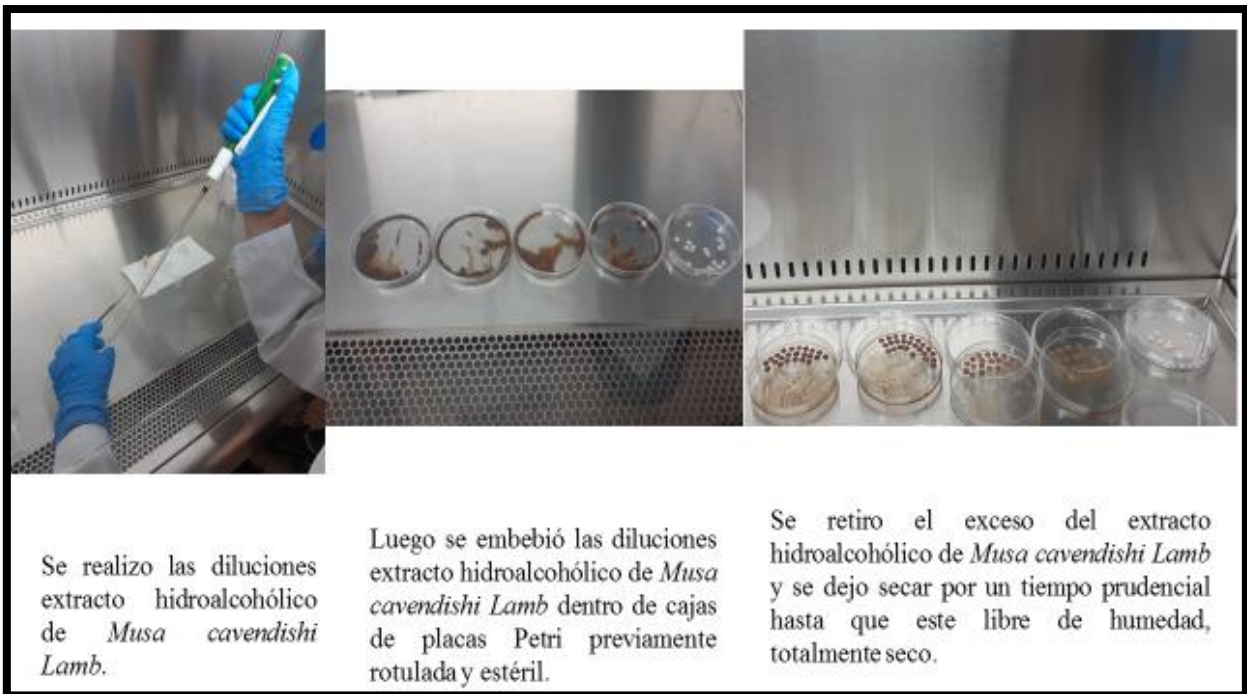 Se realizo las diluciones
extracto hidroalcohólico
de Musa cavendishi
Lamb.
Luego se embebió las diluciones
extracto hidroalcohólico de Musa
cavendishi Lamb dentro de cajas
de placas Petri previamente
rotulada y estéril.
Se retiro el exceso del extracto
hidroalcohólico de Musa cavendishi Lamb
y se dejo secar por un tiempo prudencial
hasta que este libre de humedad,
totalmente seco.